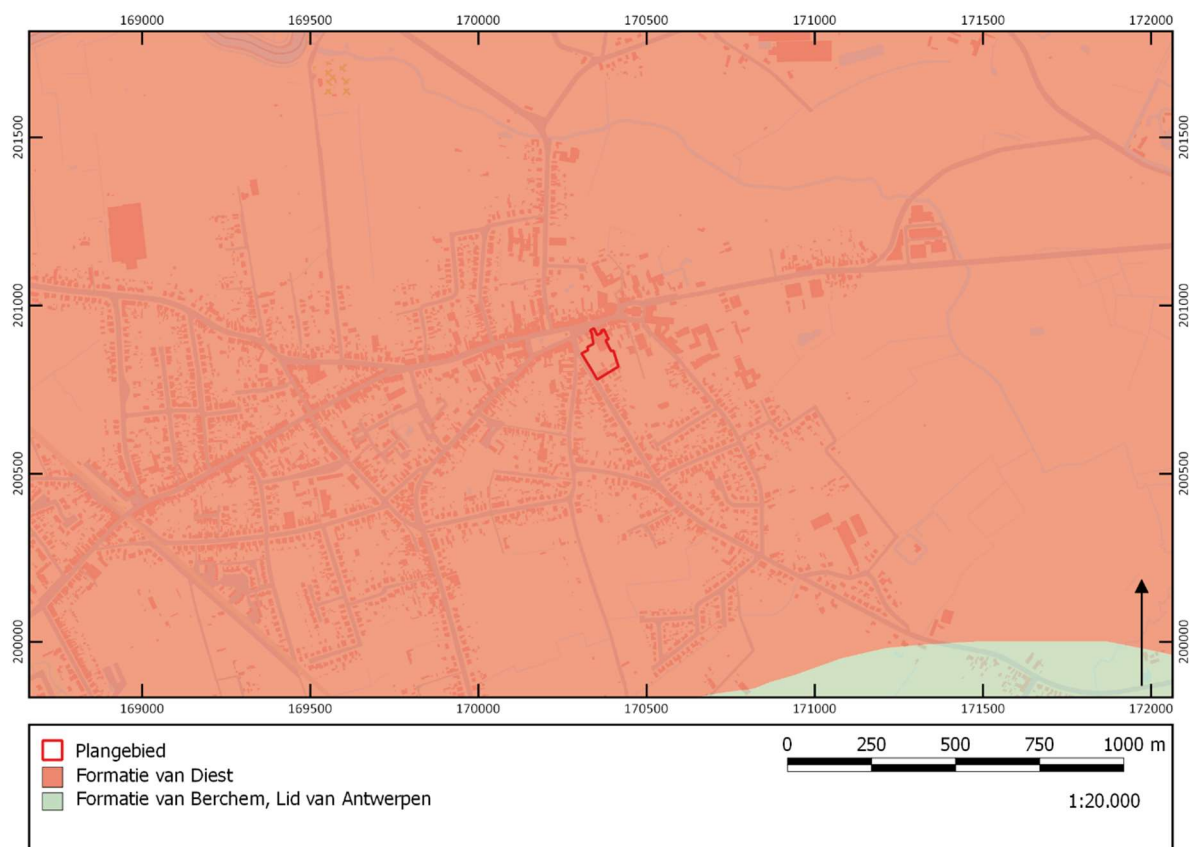 169000 169500 170000 170500 171000 171500 172000
201500 201500
201000 201000
200500 200500
200000 200000
169000 169500 170000 170500 171000 171500 172000
Plangebied
Formatie van Diest
Formatie van Berchem, Lid van Antwerpen
0 250 500 750 1000 m
1:20.000